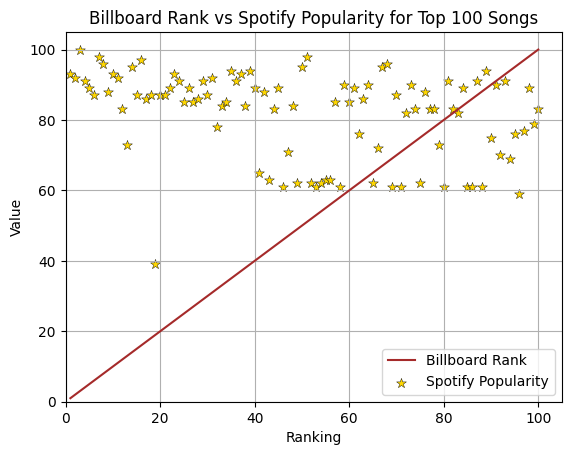 Billboard Rank vs Spotify Popularity for Top 100 Songs
100
80
60
40
20
0
Value
0 20 40 60 80 100
Ranking
Billboard Rank
Spotify Popularity